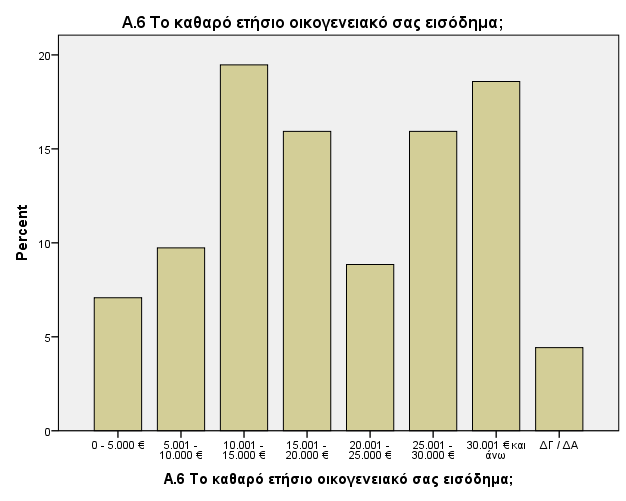 Α.6 Το καθαρό ετήσιο οικογενειακό σας εισόδημα;
Percent
20
15
10
5
0
0 - 5.000 €
5.001 -
10.000 €
10.001 -
15.000 €
15.001 -
20.000 €
20.001 -
25.000 €
25.001 -
30.000 €
30.001 € και
άνω
ΔΓ / ΔΑ
Α.6 Το καθαρό ετήσιο οικογενειακό σας εισόδημα;